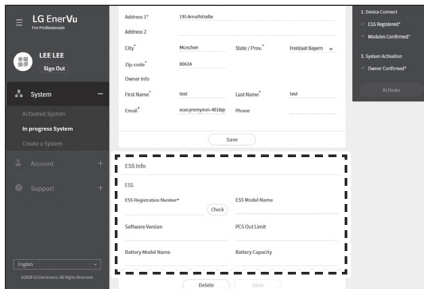 LG EnerVu
For Professionals
LEE LEE
Sign Out
System
Activated System
In progress System
Create a System
Account
Support
English
Address 1* 195 Arnulfstraße
Address 2
City* München State / Prov.* Freistaat Bayern
Zip-code* 80634
Owner Info
First Name* test Last Name* test
Email* Phone
Save
ESS Info
ESS
ESS Registration Number* Check ESS Model Name
Software Version PCS Out Limit
Battery Model Name Battery Capacity
Delete Save
2. Device Connect
ESS Registered*
Modules Confirmed*
3. System Activation
Owner Confirmed*
Activate